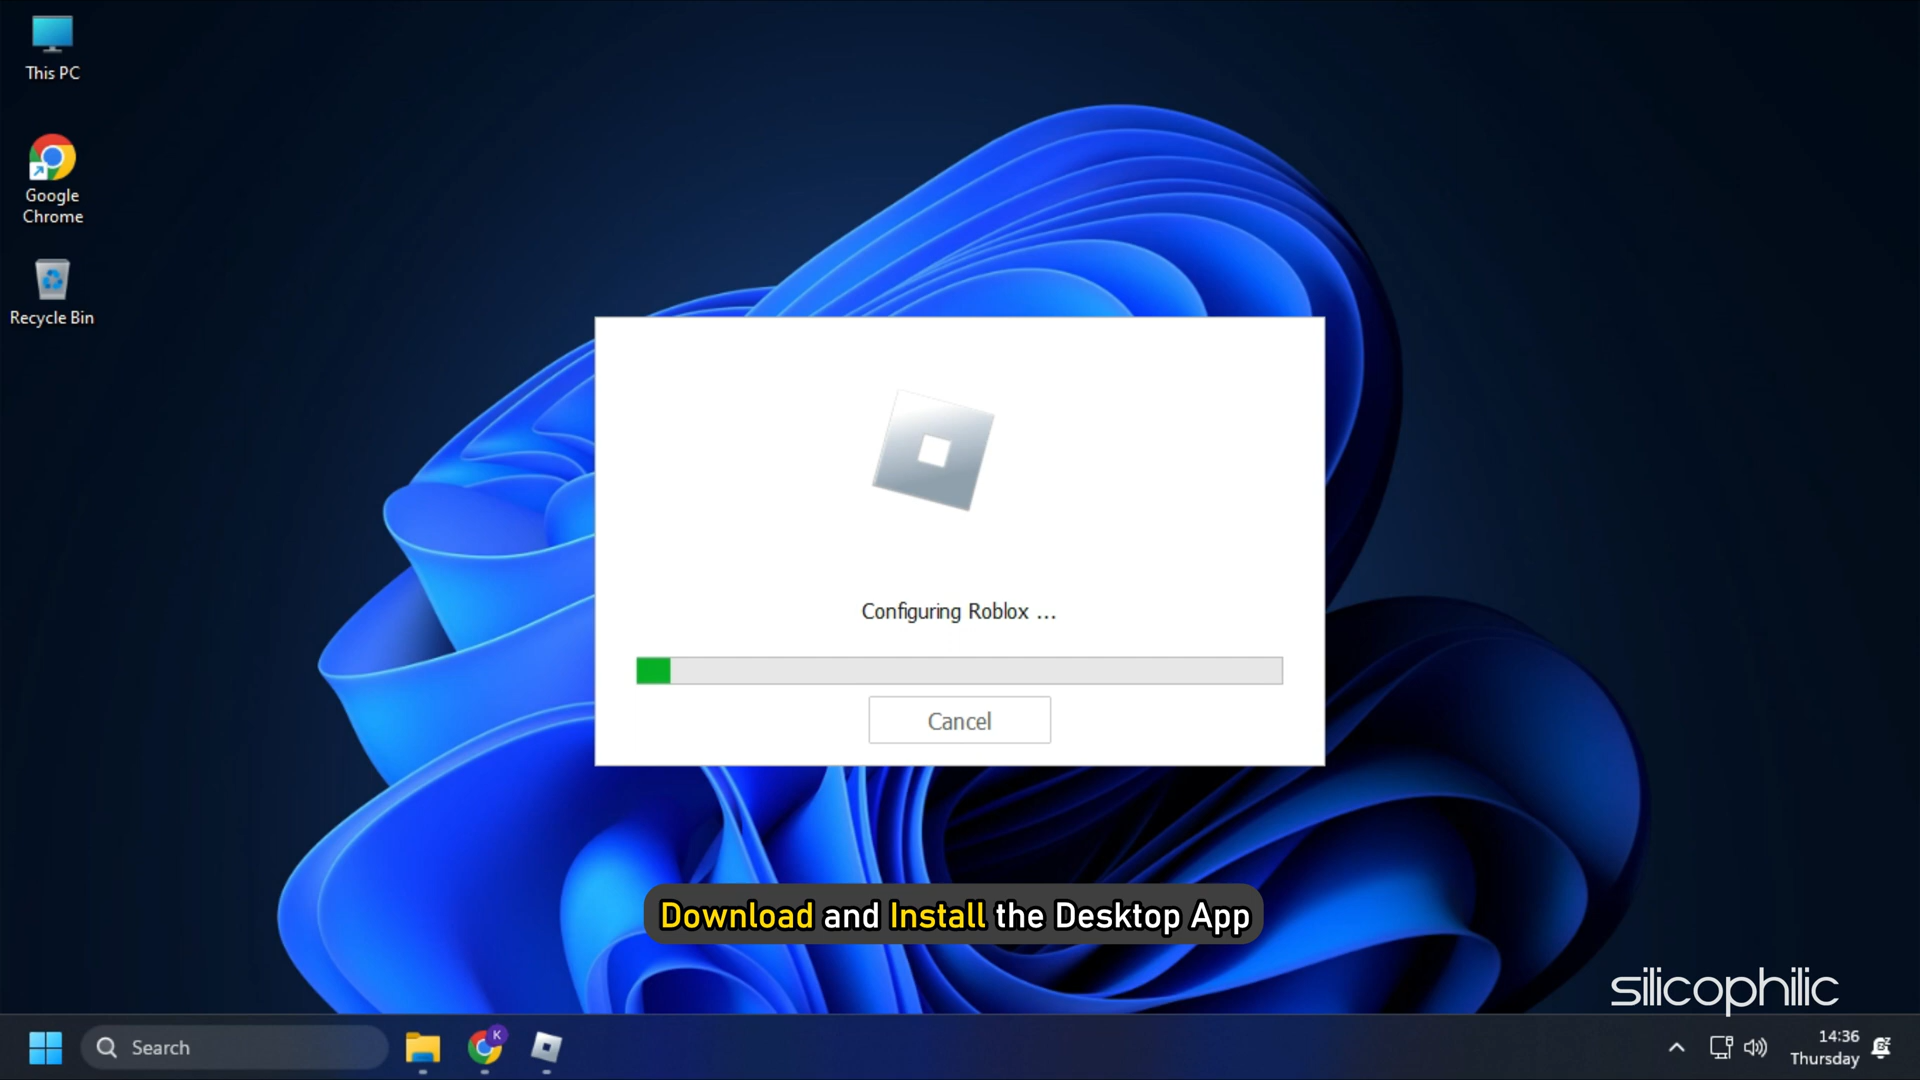 This PC
Google
Chrome
Recycle Bin
Configuring Roblox ...
Cancel
Download and Install the Desktop App
silicophilic
Search
K
14:36
Thursday